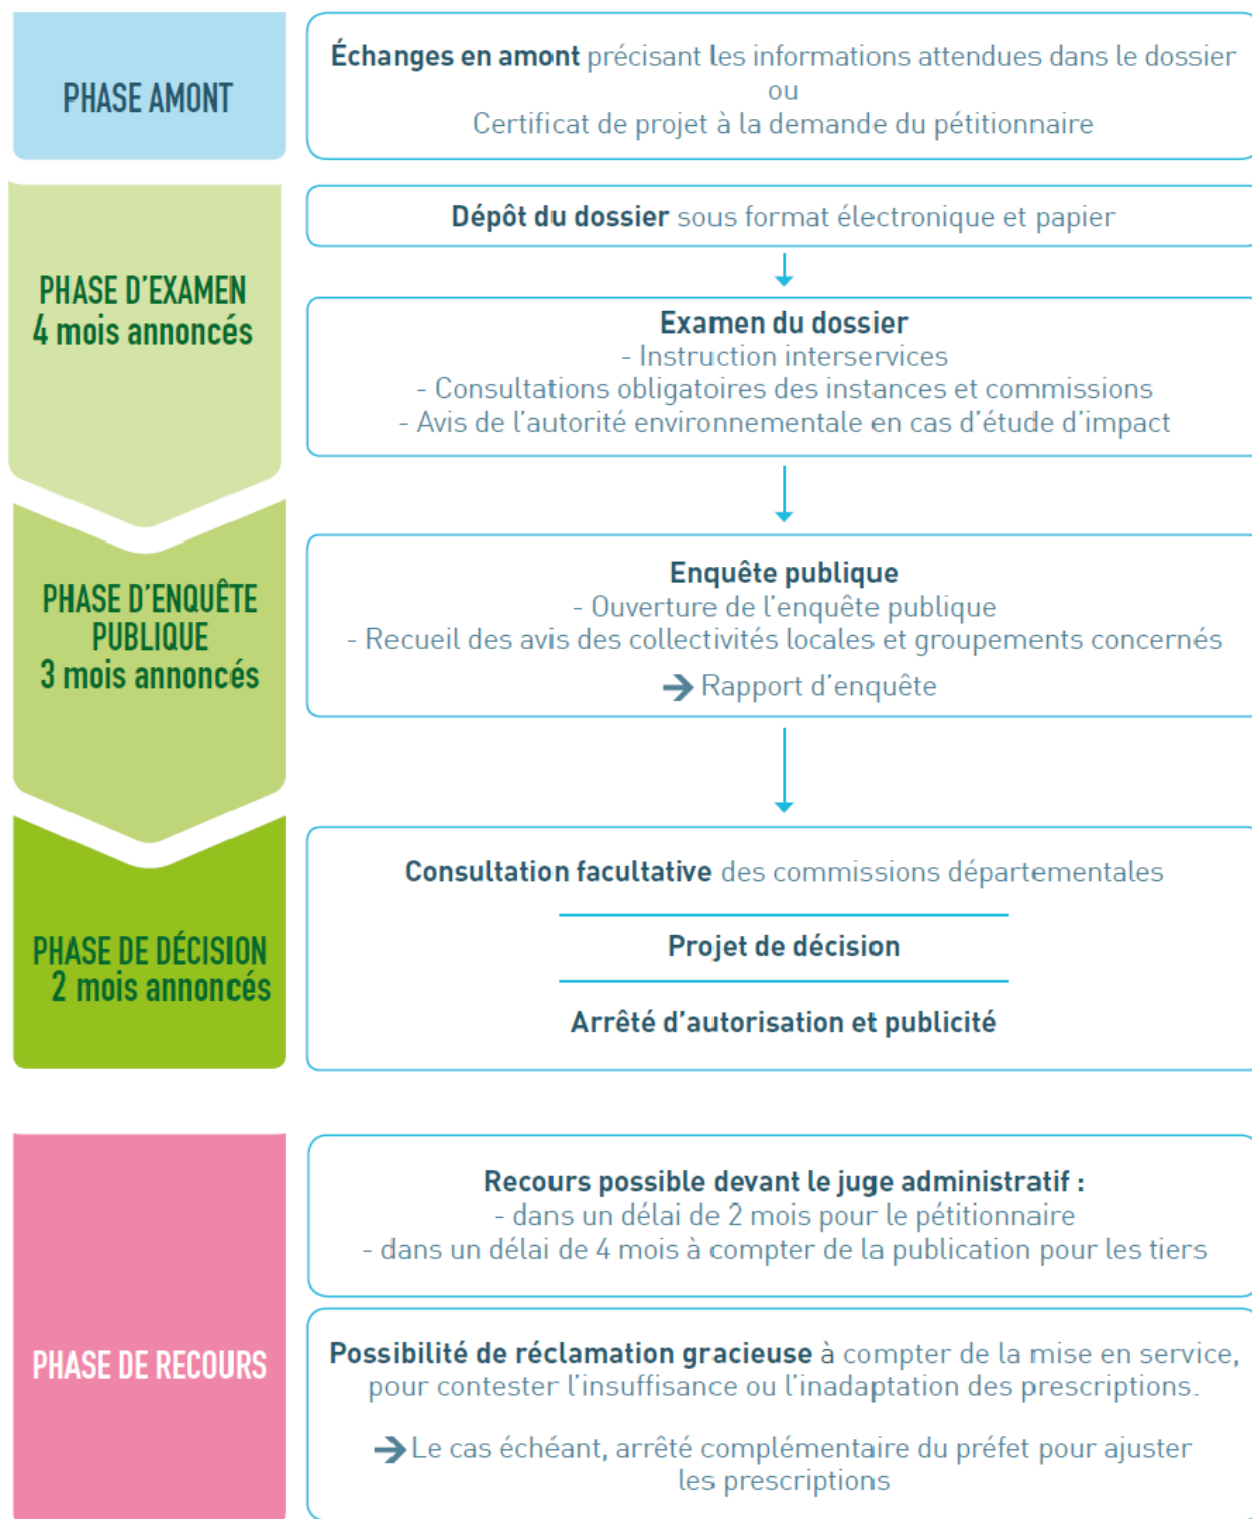 PHASE AMONT
Échanges en amont précisant les informations attendues dans le dossier
ou
Certificat de projet à la demande du pétitionnaire
PHASE D'EXAMEN
4 mois annoncés
Dépôt du dossier sous format électronique et papier
Examen du dossier
- Instruction interservices
- Consultations obligatoires des instances et commissions
- Avis de l'autorité environnementale en cas d'étude d'impact
PHASE D'ENQUÊTE
PUBLIQUE
3 mois annoncés
Enquête publique
- Ouverture de l'enquête publique
- Recueil des avis des collectivités locales et groupements concernés
→ Rapport d'enquête
PHASE DE DÉCISION
2 mois annoncés
Consultation facultative des commissions départementales
Projet de décision
Arrêté d'autorisation et publicité
PHASE DE RECOURS
Recours possible devant le juge administratif :
- dans un délai de 2 mois pour le pétitionnaire
- dans un délai de 4 mois à compter de la publication pour les tiers
Possibilité de réclamation gracieuse à compter de la mise en service,
pour contester l'insuffisance ou l'inadaptation des prescriptions.
→ Le cas échéant, arrêté complémentaire du préfet pour ajuster
les prescriptions